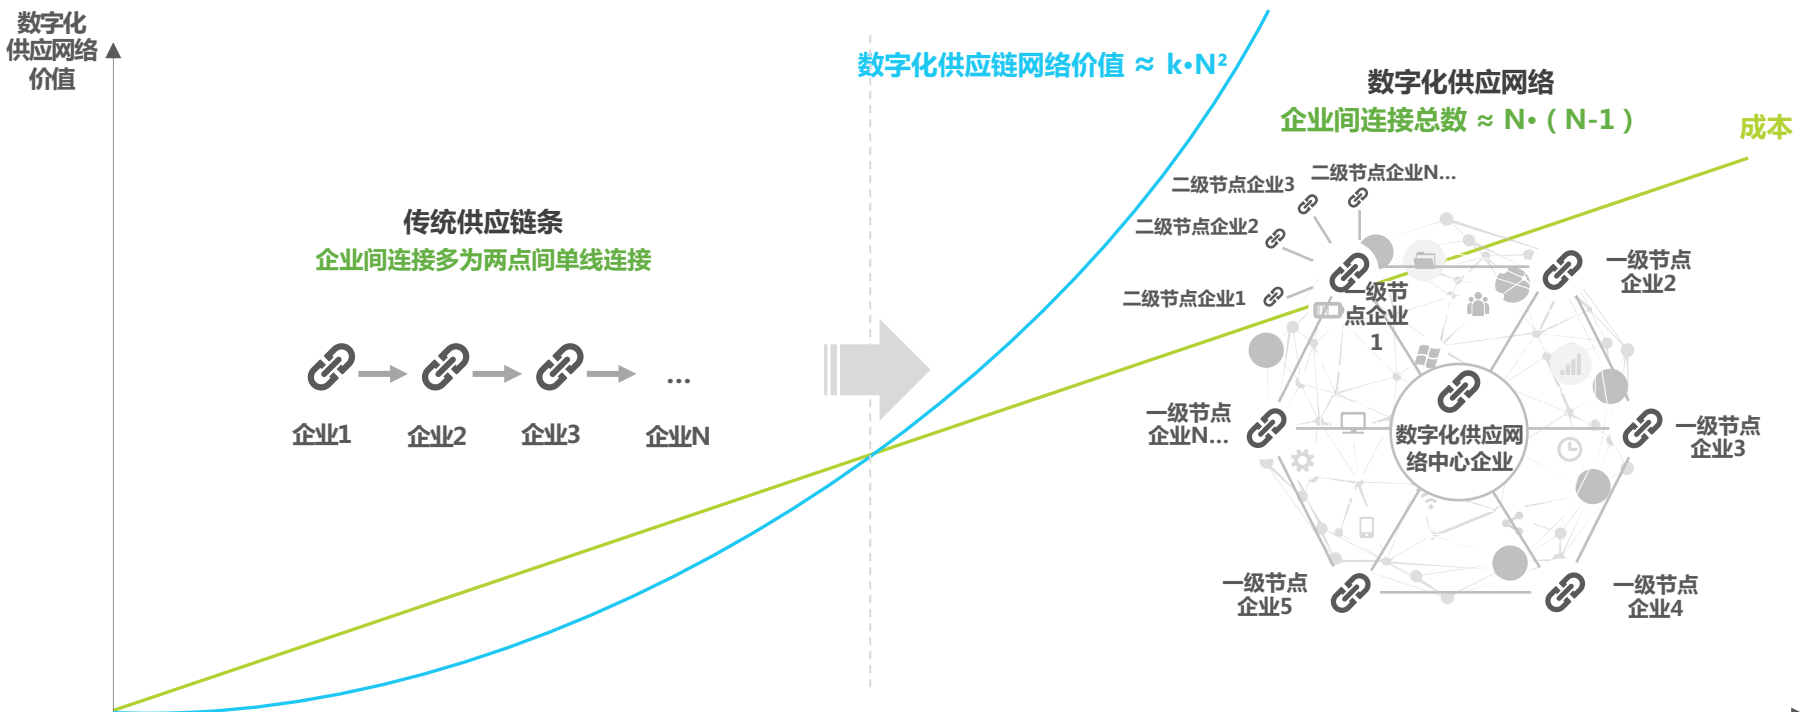 数字化
供应网络
价值
数字化供应链网络价值 ≈ k•N²
数字化供应网络
企业间连接总数 ≈ N•（N-1）
成本
传统供应链条
企业间连接多为两点间单线连接
企业1
企业2
企业3
...
企业N
二级节点企业3
二级节点企业N...
二级节点企业2
二级节点企业1
一级节
点企业
1
一级节点
企业2
一级节点
企业N...
数字化供应网
络中心企业
一级节点
企业3
一级节点
企业5
一级节点
企业4